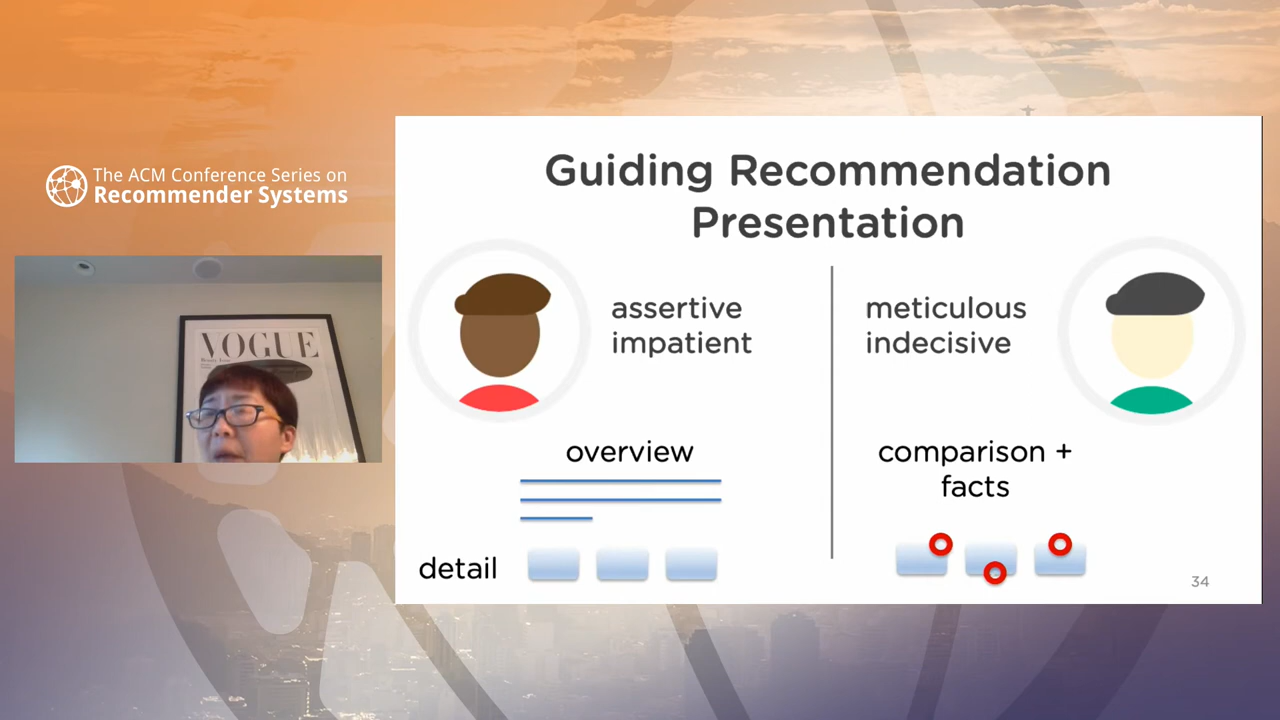 The ACM Conference Series on
Recommender Systems
VOGUE
Guiding Recommendation
Presentation
assertive
impatient
meticulous
indecisive
overview
comparison +
facts
detail
34